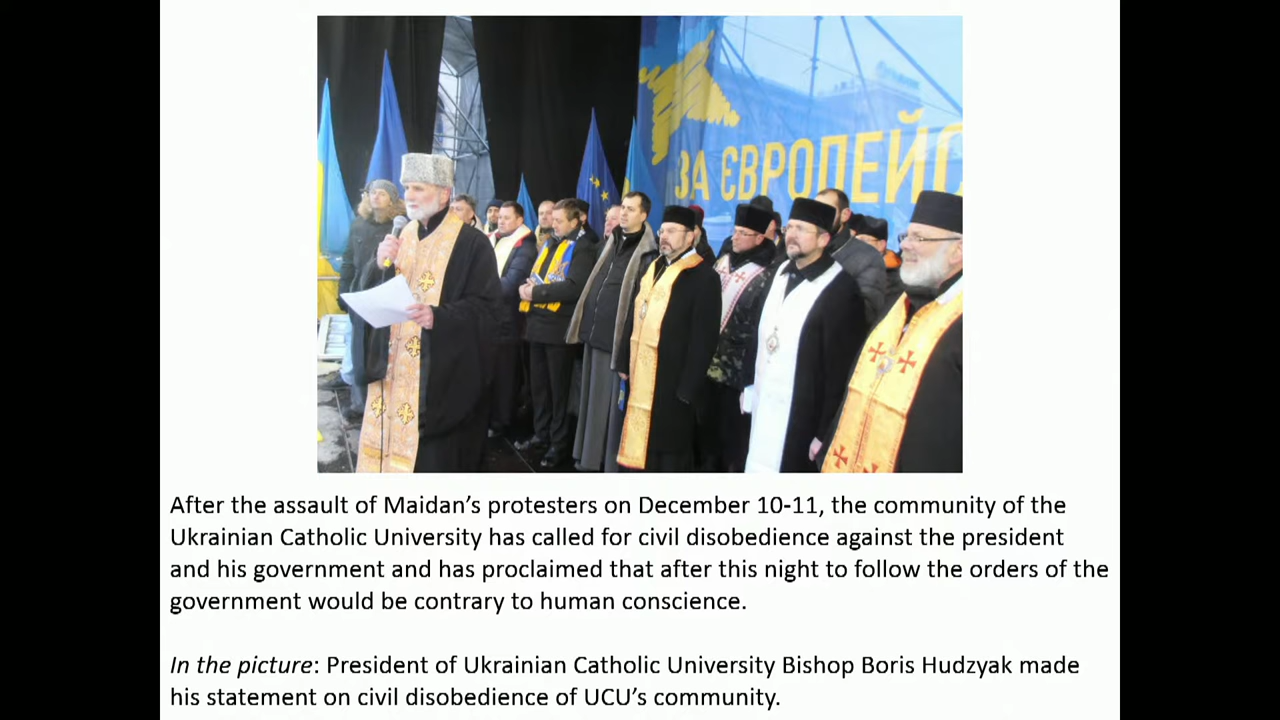 ЗА ЄВРОПЕЙС
After the assault of Maidan’s protesters on December 10-11, the community of the
Ukrainian Catholic University has called for civil disobedience against the president
and his government and has proclaimed that after this night to follow the orders of the
government would be contrary to human conscience.
In the picture: President of Ukrainian Catholic University Bishop Boris Hudzyak made
his statement on civil disobedience of UCU’s community.